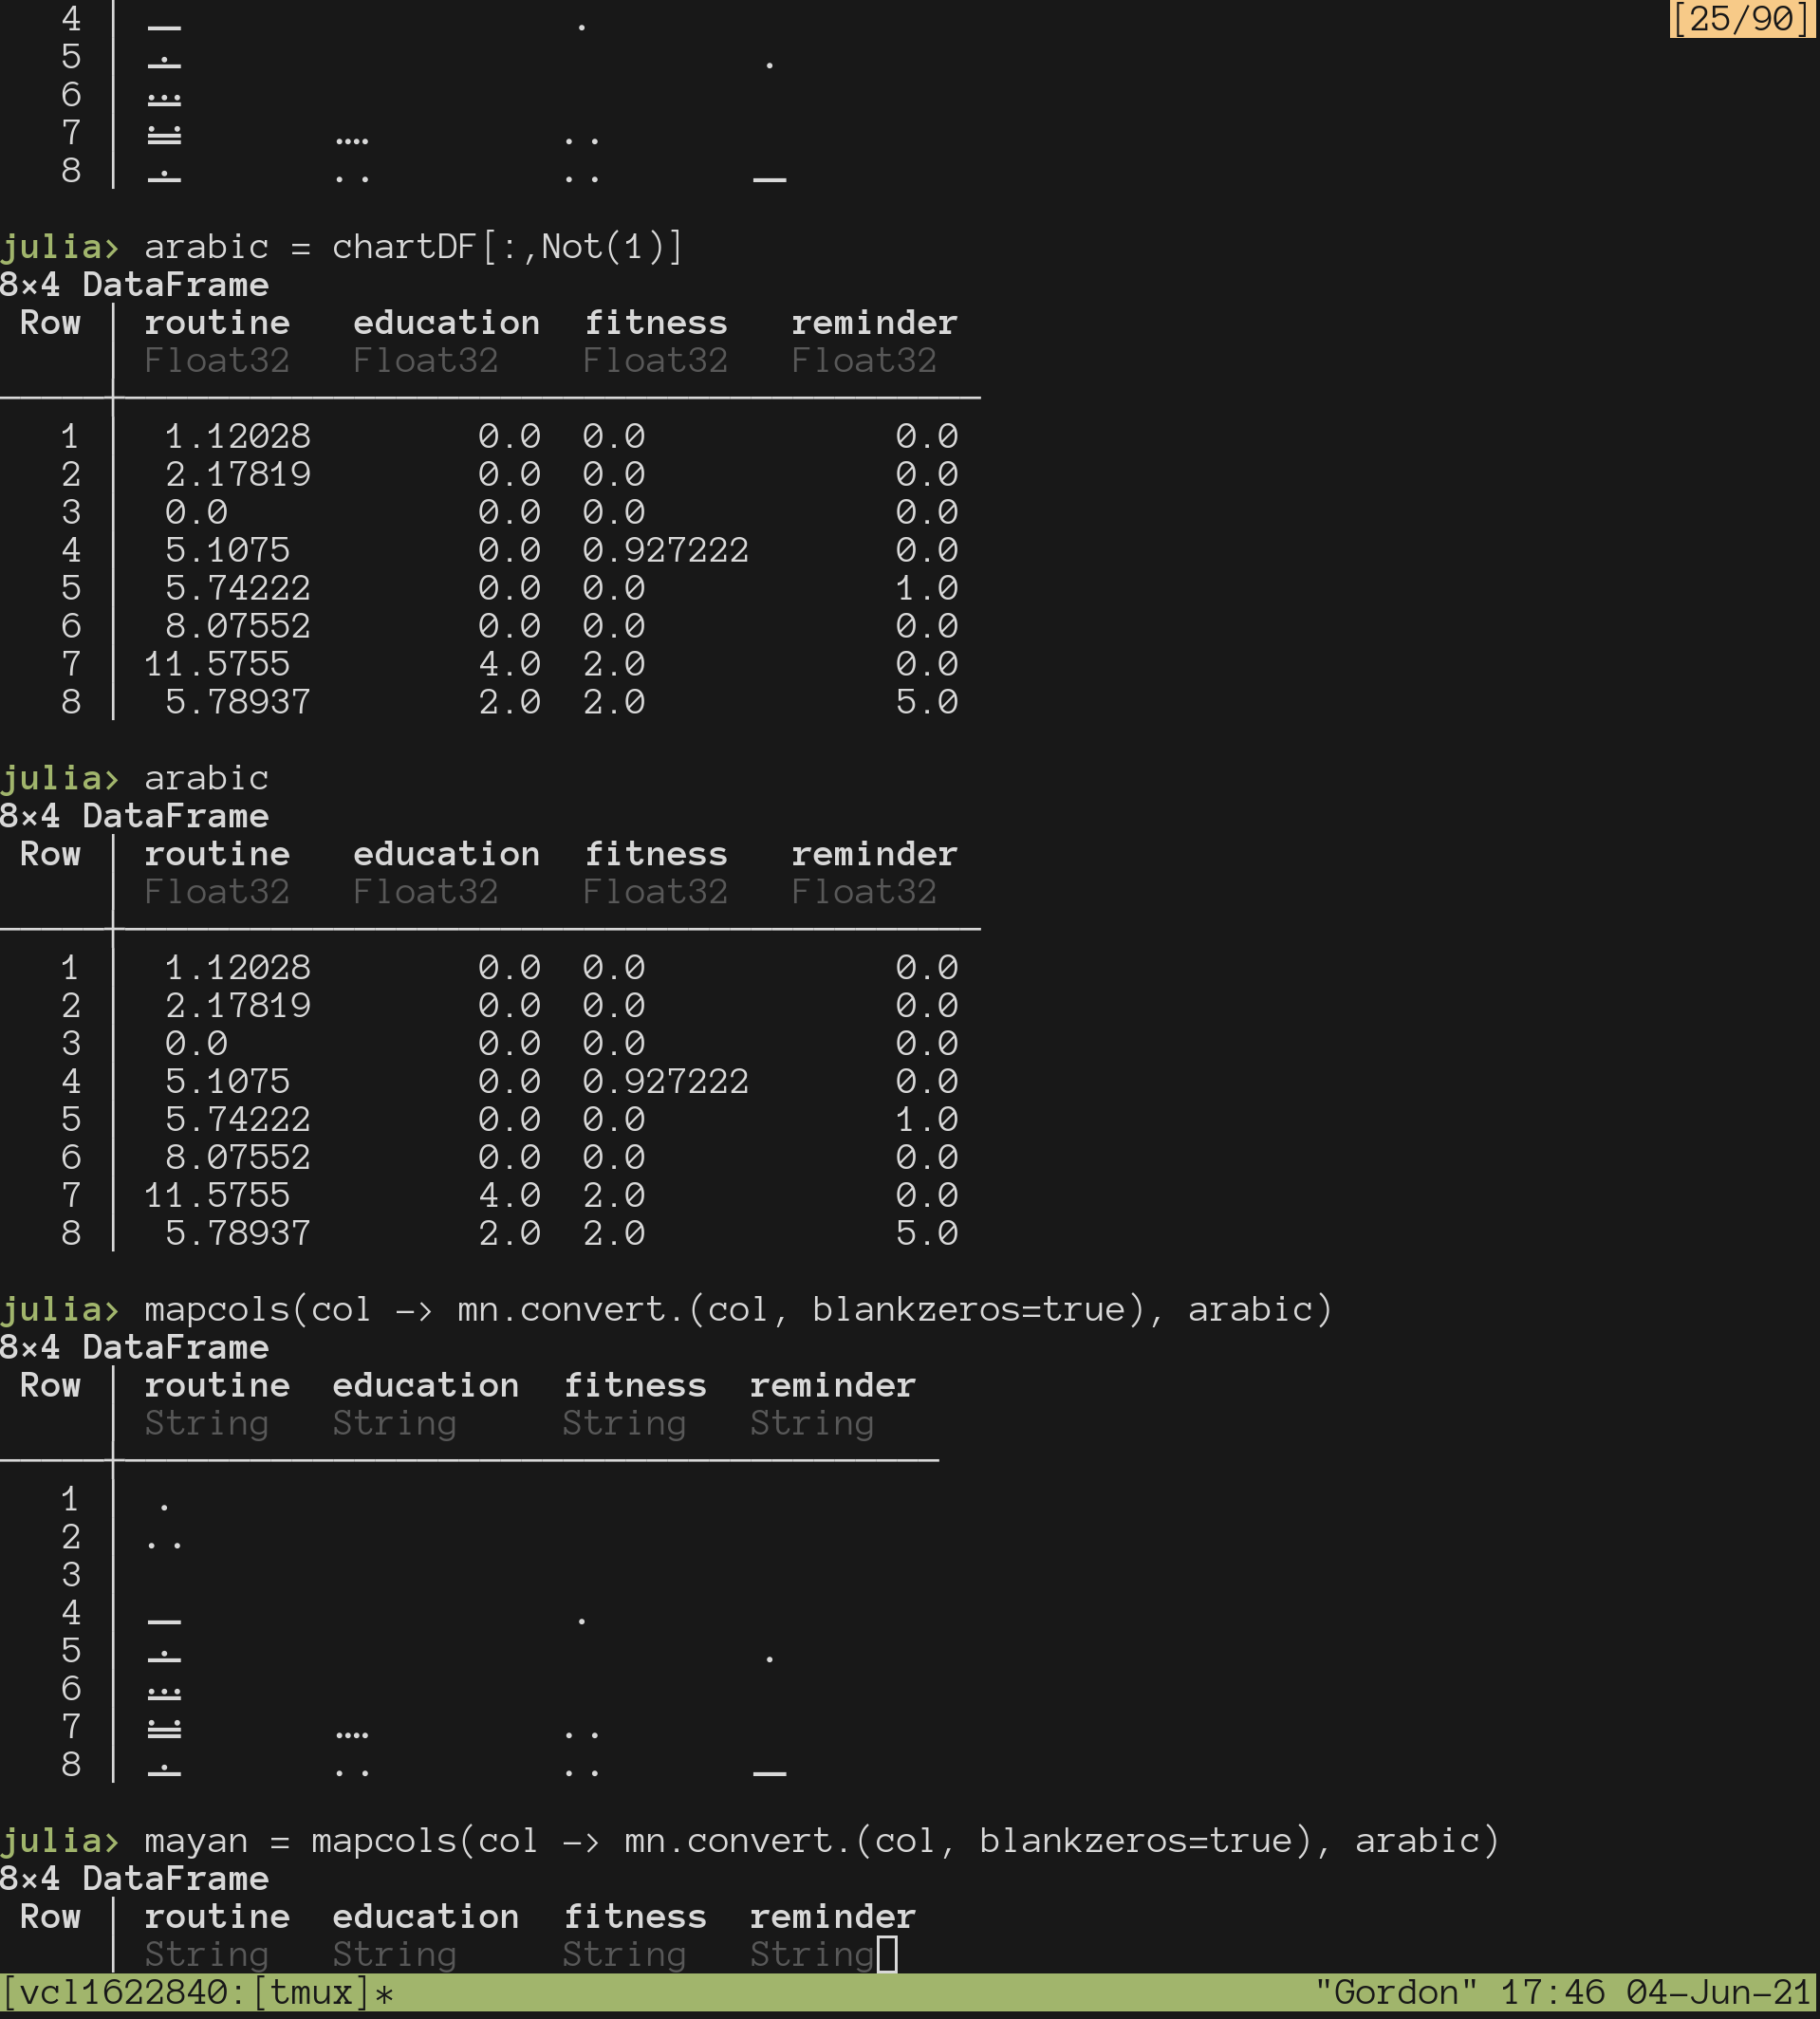 4 │ 𝋥 𝋡 [25/90]
5 │ 𝋦 𝋡
6 │ 𝋨
7 │ 𝋬 𝋤 𝋢
8 │ 𝋦 𝋢 𝋢 𝋥
julia> arabic = chartDF[:,Not(1)]
8×4 DataFrame
Row │ routine education fitness reminder
│ Float32 Float32 Float32 Float32
1 │ 1.12028 0.0 0.0 0.0
2 │ 2.17819 0.0 0.0 0.0
3 │ 0.0 0.0 0.0 0.0
4 │ 5.1075 0.0 0.927222 0.0
5 │ 5.74222 0.0 0.0 1.0
6 │ 8.07552 0.0 0.0 0.0
7 │ 11.5755 4.0 2.0 0.0
8 │ 5.78937 2.0 2.0 5.0
julia> arabic
8×4 DataFrame
Row │ routine education fitness reminder
│ Float32 Float32 Float32 Float32
1 │ 1.12028 0.0 0.0 0.0
2 │ 2.17819 0.0 0.0 0.0
3 │ 0.0 0.0 0.0 0.0
4 │ 5.1075 0.0 0.927222 0.0
5 │ 5.74222 0.0 0.0 1.0
6 │ 8.07552 0.0 0.0 0.0
7 │ 11.5755 4.0 2.0 0.0
8 │ 5.78937 2.0 2.0 5.0
julia> mapcols(col -> mn.convert.(col, blankzeros=true), arabic)
8×4 DataFrame
Row │ routine education fitness reminder
│ String String String String
1 │ 𝋡
2 │ 𝋢
3 │
4 │ 𝋥 𝋡
5 │ 𝋦 𝋡
6 │ 𝋨
7 │ 𝋬 𝋤 𝋢
8 │ 𝋦 𝋢 𝋢 𝋥
julia> mayan = mapcols(col -> mn.convert.(col, blankzeros=true), arabic)
8×4 DataFrame
Row │ routine education fitness reminder
│ String String String String
[vcl1622840:[tmux]* "Gordon" 17:46 04-Jun-21